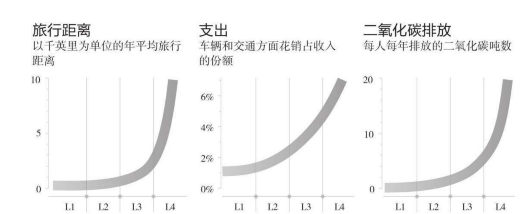 旅行距离
以千英里为单位的年平均旅行
距离
10
5
0
L1 L2 L3 L4
支出
车辆和交通方面花销占收入
的份额
6%
4%
2%
0%
L1 L2 L3 L4
二氧化碳排放
每人每年排放的二氧化碳吨数
20
10
0
L1 L2 L3 L4